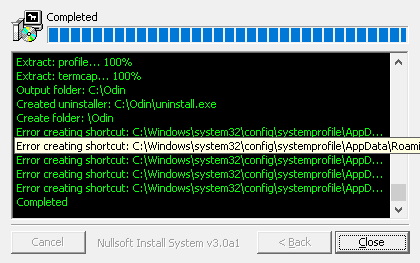 Completed
Extract: profile... 100%
Extract: termcap... 100%
Output folder: C:\Odin
Created uninstaller: C:\Odin\uninstall.exe
Create folder: \Odin
Error creating shortcut: C:\Windows\system32\config\systemprofile\AppD...
Error creating shortcut: C:\Windows\system32\config\systemprofile\AppData\Roami
Error creating shortcut: C:\Windows\system32\config\systemprofile\AppD...
Error creating shortcut: C:\Windows\system32\config\systemprofile\AppD...
Error creating shortcut: C:\Windows\system32\config\systemprofile\AppD...
Completed
Cancel Nullsoft Install System v3.0a1 < Back Close